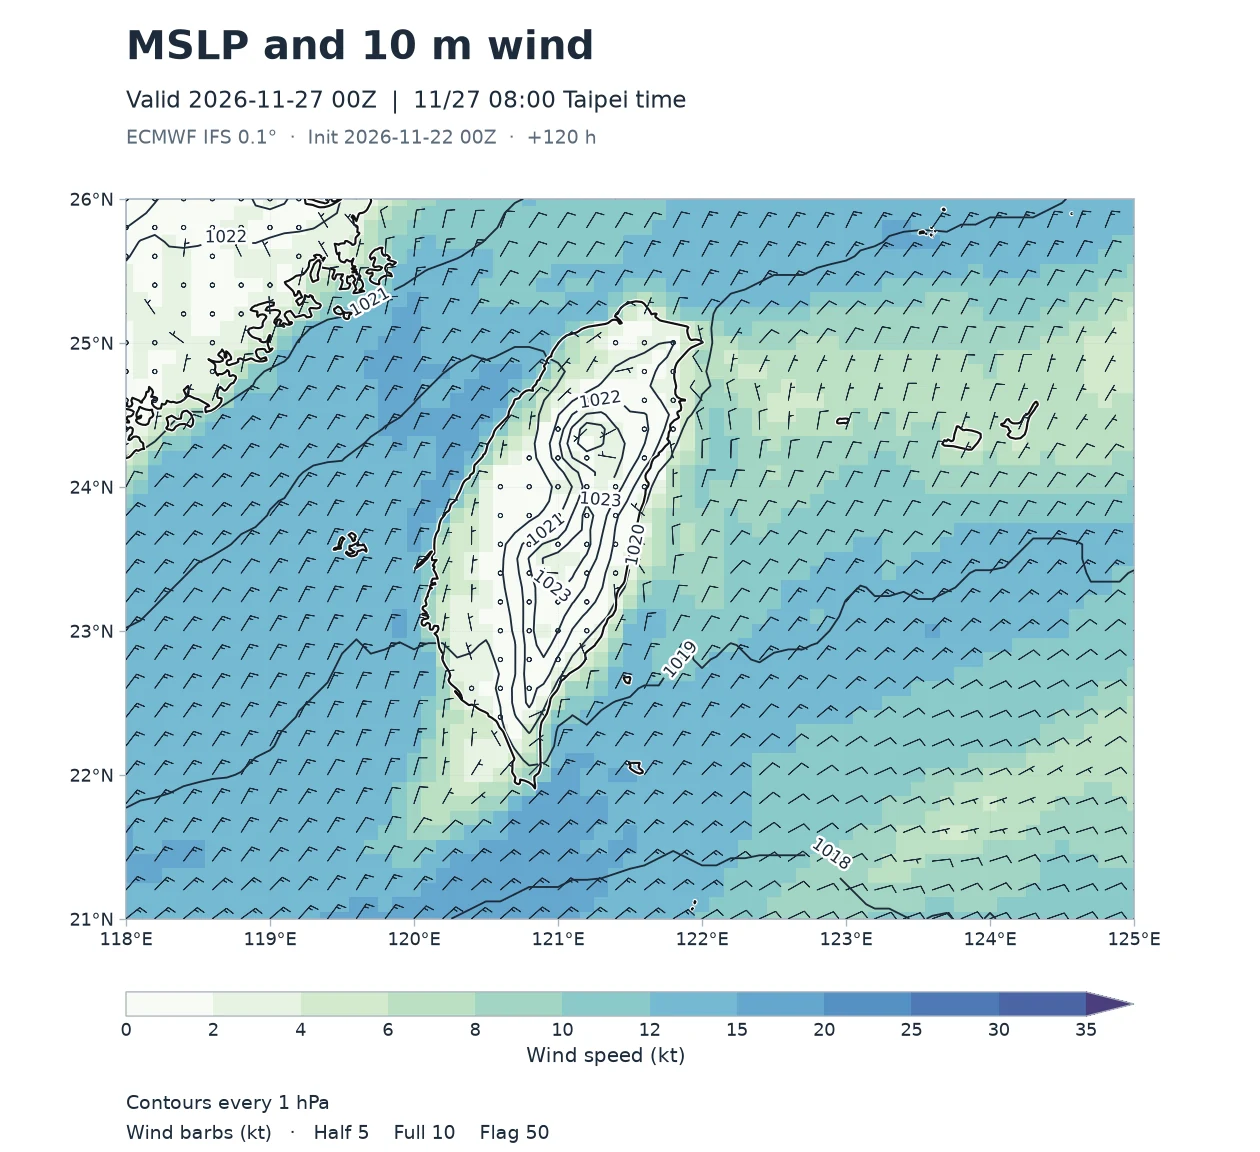 MSLP and 10 m wind
Valid 2026-11-27 00Z | 11/27 08:00 Taipei time
ECMWF IFS 0.1° · Init 2026-11-22 00Z · +120 h
26°N
1022
1021
25°N
1022
24°N
1023
1021
1020
1023
23°N
1019
22°N
1018
21°N
118°E 119°E 120°E 121°E 122°E 123°E 124°E 125°E
0 2 4 6 8 10 12 15 20 25 30 35
Wind speed (kt)
Contours every 1 hPa
Wind barbs (kt) · Half 5 Full 10 Flag 50